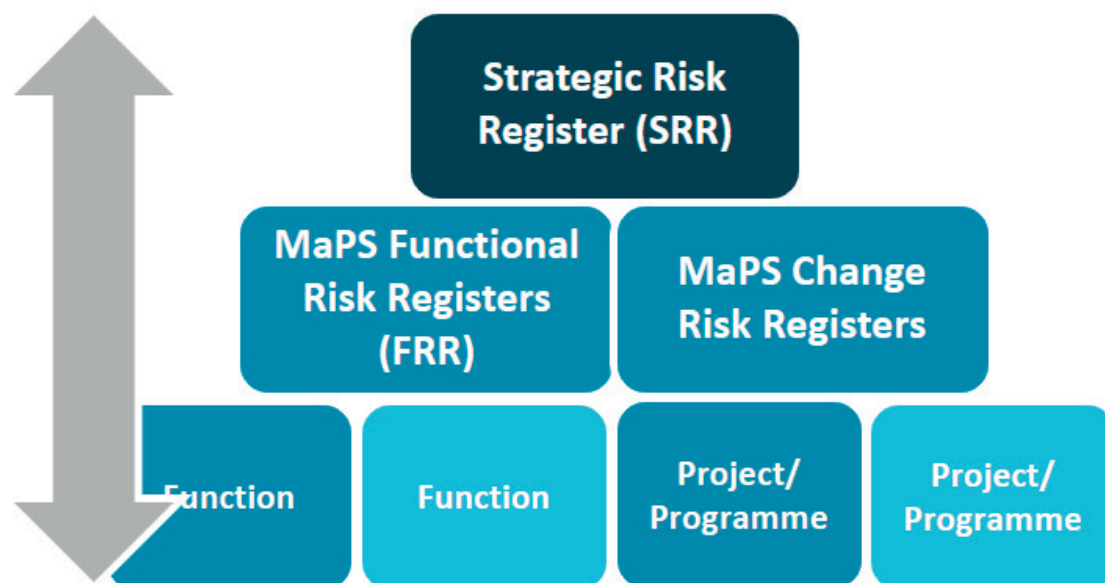 Strategic Risk
Register (SRR)
MaPS Functional
Risk Registers
(FRR)
MaPS Change
Risk Registers
Function
Function
Project/
Programme
Project/
Programme